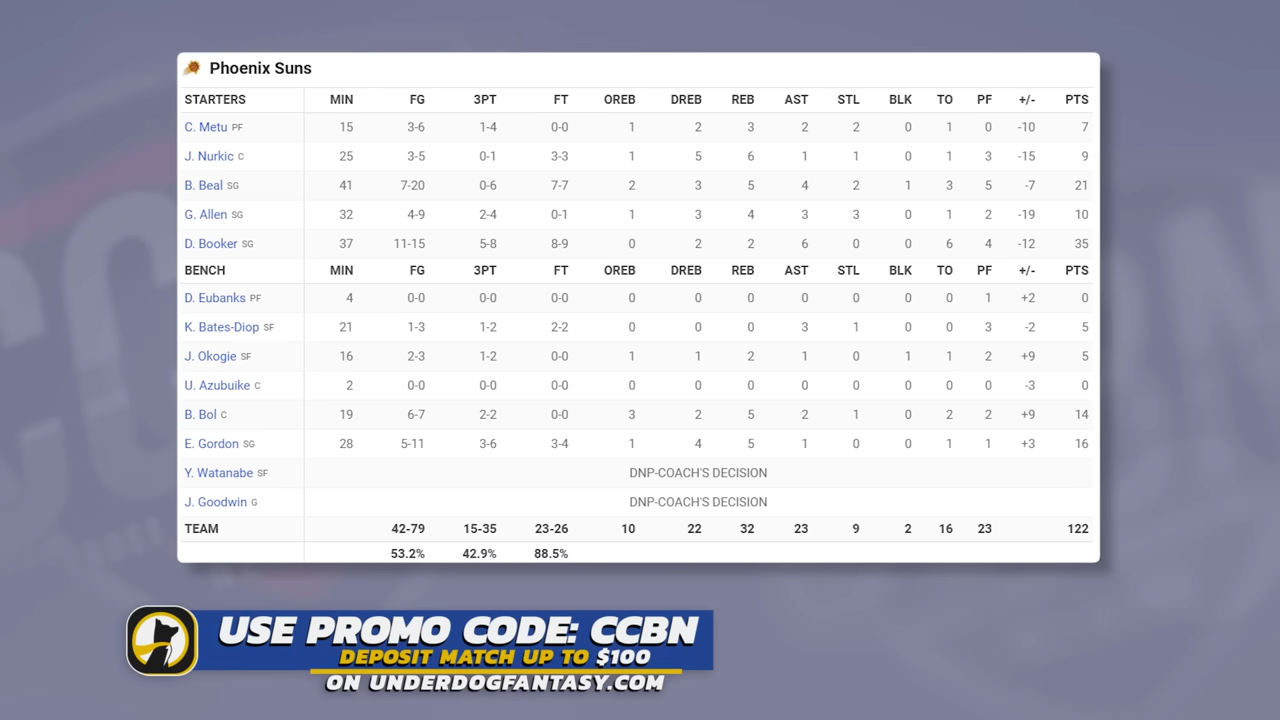 Phoenix Suns
STARTERS MIN FG 3PT FT OREB DREB REB AST STL BLK TO PF +/- PTS
C. Metu PF 15 3-6 1-4 0-0 1 2 3 2 2 0 1 0 -10 7
J. Nurkic C 25 3-5 0-1 3-3 1 5 6 1 1 0 1 3 -15 9
B. Beal SG 41 7-20 0-6 7-7 2 3 5 4 2 1 3 5 -7 21
G. Allen SG 32 4-9 2-4 0-1 1 3 4 3 3 0 1 2 -19 10
D. Booker SG 37 11-15 5-8 8-9 0 2 2 6 0 0 6 4 -12 35
BENCH MIN FG 3PT FT OREB DREB REB AST STL BLK TO PF +/- PTS
D. Eubanks PF 4 0-0 0-0 0-0 0 0 0 0 0 0 0 1 +2 0
K. Bates-Diop SF 21 1-3 1-2 2-2 0 0 0 3 1 0 0 3 -2 5
J. Okogie SF 16 2-3 1-2 0-0 1 1 2 1 0 1 1 2 +9 5
U. Azubuike C 2 0-0 0-0 0-0 0 0 0 0 0 0 0 0 -3 0
B. Bol C 19 6-7 2-2 0-0 3 2 5 2 1 0 2 2 +9 14
E. Gordon SG 28 5-11 3-6 3-4 1 4 5 1 0 0 1 1 +3 16
Y. Watanabe SF DNP-COACH'S DECISION
J. Goodwin G DNP-COACH'S DECISION
TEAM 42-79 15-35 23-26 10 22 32 23 9 2 16 23 122
53.2% 42.9% 88.5%
USE PROMO CODE: CCBN
DEPOSIT MATCH UP TO $100
ON UNDERDOGFANTASY.COM